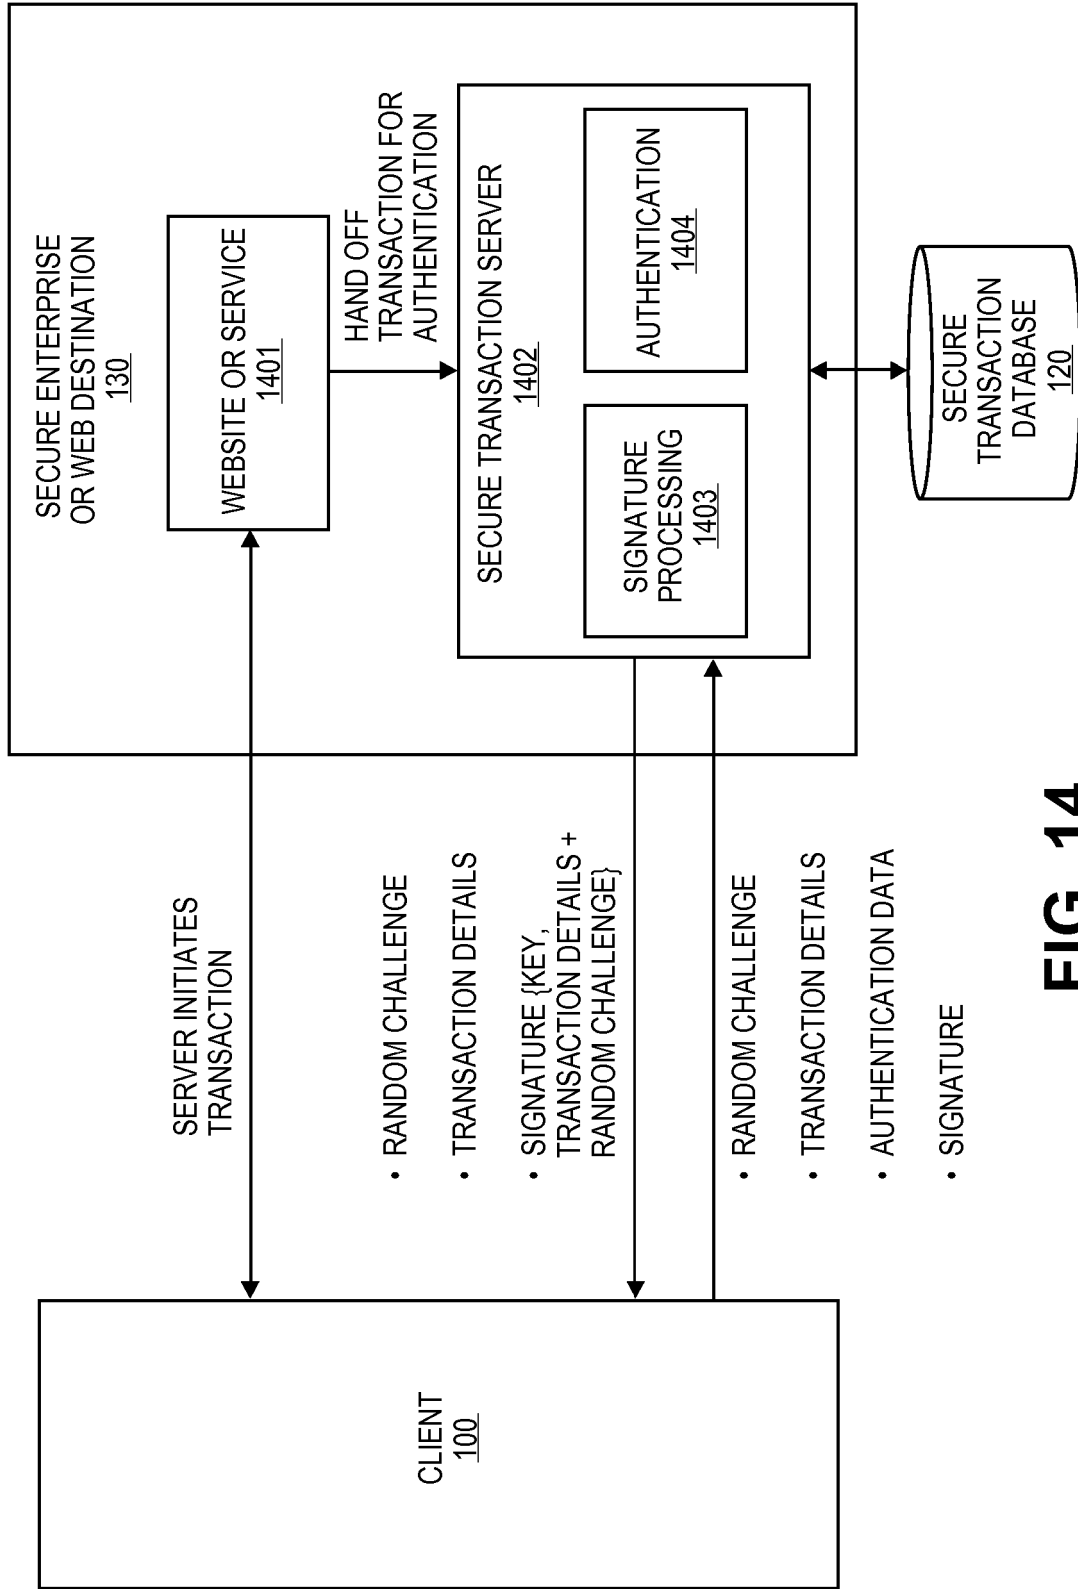 SECURE ENTERPRISE
OR WEB DESTINATION
130
WEBSITE OR SERVICE
1401
HAND OFF
TRANSACTION FOR
AUTHENTICATION
SECURE TRANSACTION SERVER
1402
SIGNATURE
PROCESSING
1403
AUTHENTICATION
1404
SECURE
TRANSACTION
DATABASE
120
SERVER INITIATES
TRANSACTION
• RANDOM CHALLENGE
• TRANSACTION DETAILS
• SIGNATURE {KEY,
TRANSACTION DETAILS +
RANDOM CHALLENGE}
• RANDOM CHALLENGE
• TRANSACTION DETAILS
• AUTHENTICATION DATA
• SIGNATURE
CLIENT
100
FIG. 14